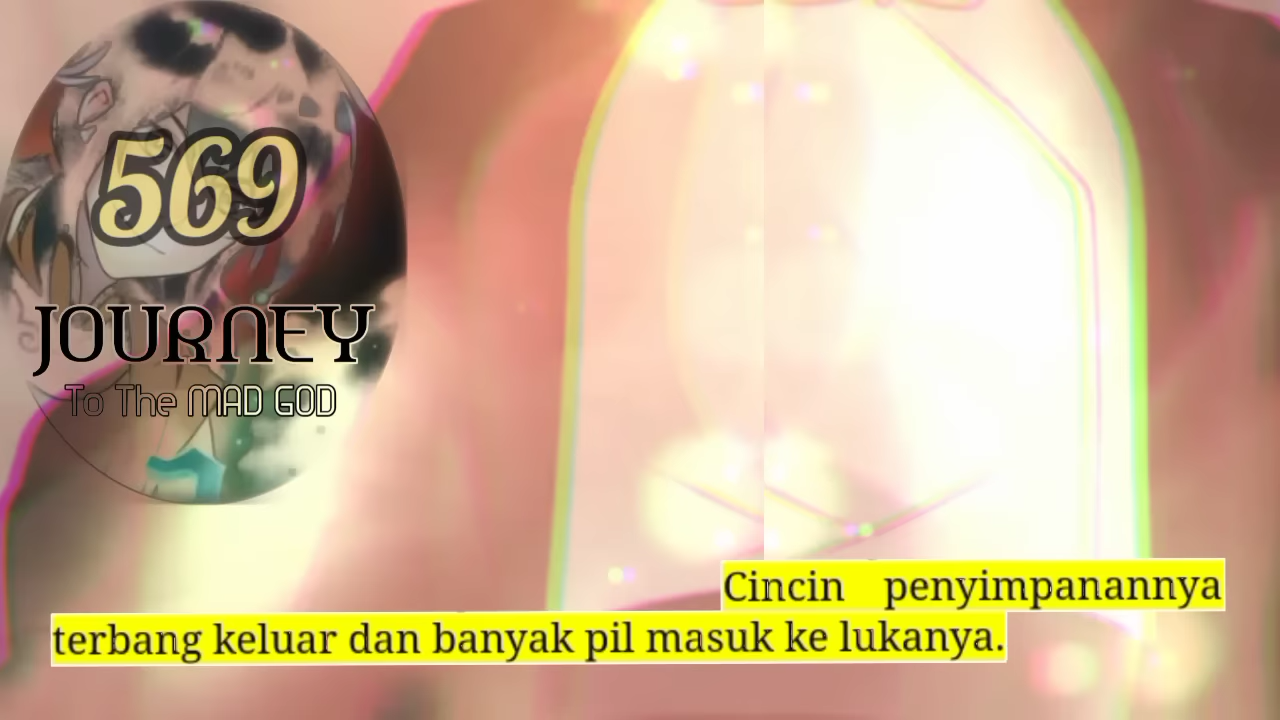 569
JOURNEY
To The MAD GOD
Cincin penyimpanannya
terbang keluar dan banyak pil masuk ke lukanya.